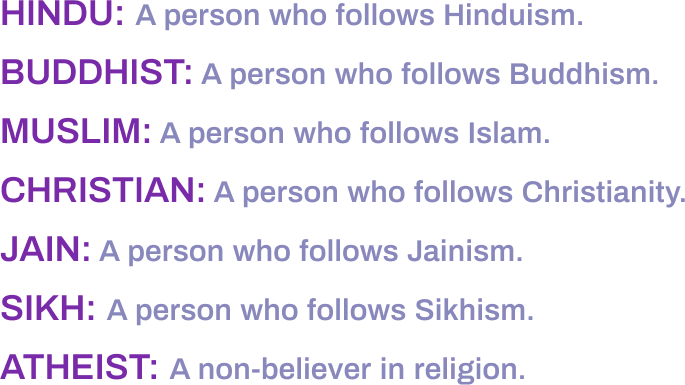 HINDU: A person who follows Hinduism.
BUDDHIST: A person who follows Buddhism.
MUSLIM: A person who follows Islam.
CHRISTIAN: A person who follows Christianity.
JAIN: A person who follows Jainism.
SIKH: A person who follows Sikhism.
ATHEIST: A non-believer in religion.